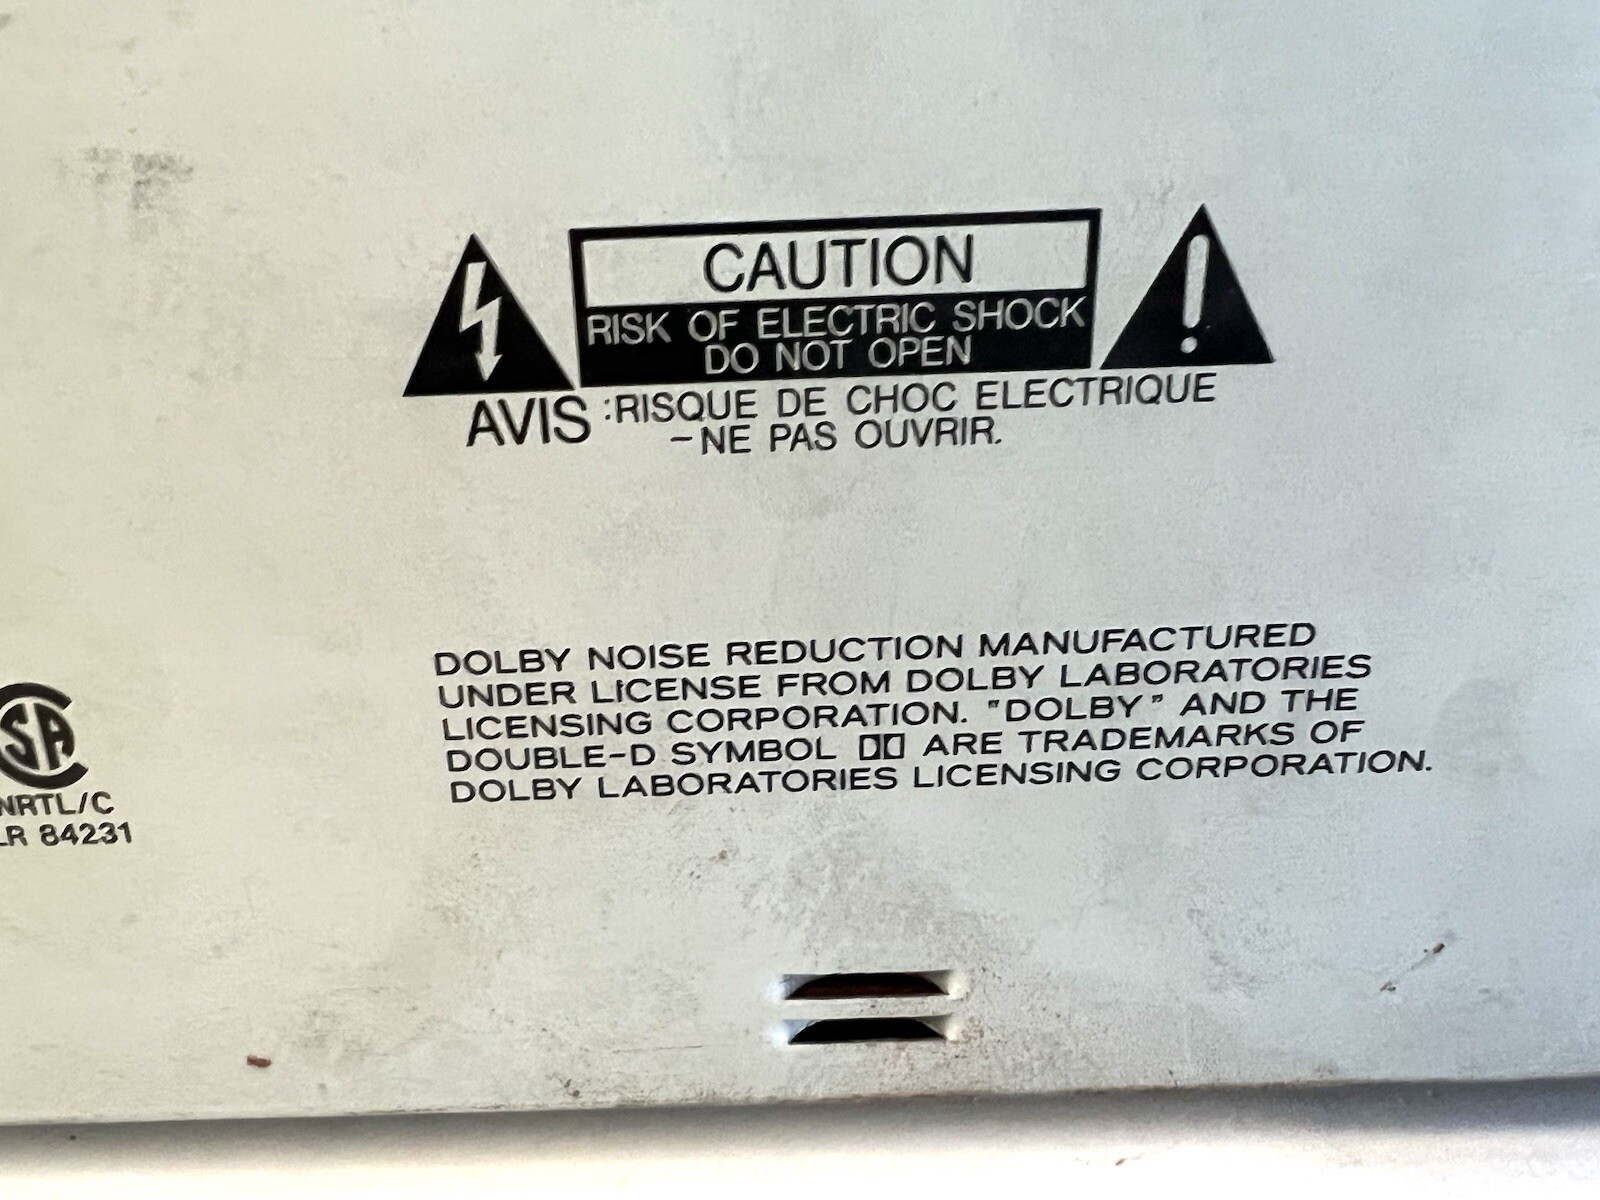 CAUTION
RISK OF ELECTRIC SHOCK
DO NOT OPEN
AVIS :RISQUE DE CHOC ELECTRIQUE
-NE PAS OUVRIR.
DOLBY NOISE REDUCTION MANUFACTURED
UNDER LICENSE FROM DOLBY LABORATORIES
LICENSING CORPORATION. "DOLBY" AND THE
DOUBLE-D SYMBOL ARE TRADEMARKS OF
DOLBY LABORATORIES LICENSING CORPORATION.
SA
NRTL/C
LR 84231